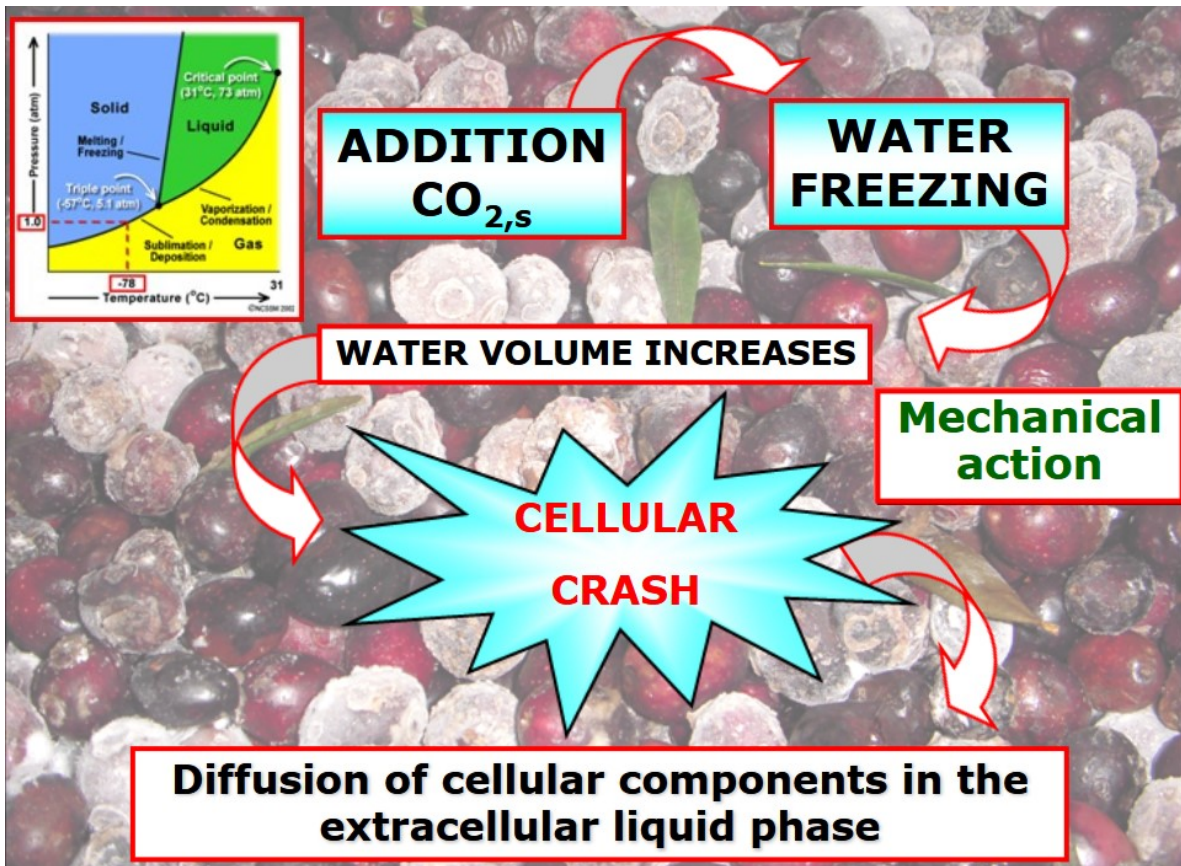 Pressure (atm)
Critical point
(31°C, 73 atm)
Solid
Liquid
Melting /
Freezing
Triple point
(-57°C, 5.1 atm)
Vaporization /
Condensation
1.0
Sublimation /
Deposition
Gas
-78
31
Temperature (°C)
©NCSSM 2002
ADDITION
CO₂,s
WATER
FREEZING
WATER VOLUME INCREASES
Mechanical
action
CELLULAR
CRASH
Diffusion of cellular components in the
extracellular liquid phase